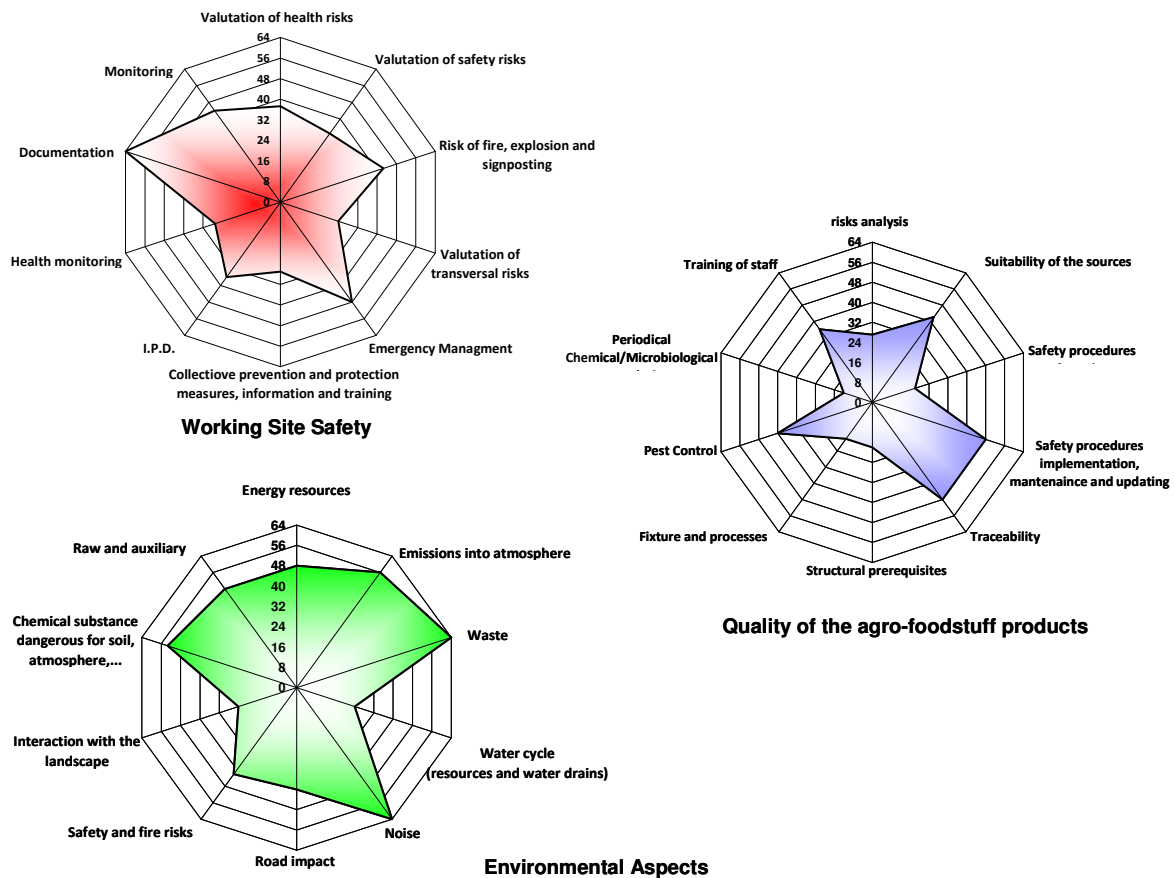 Valutation of health risks
64
56
48
40
32
24
16
8
0
Valutation of safety risks
Risk of fire, explosion and
signposting
Valutation of
transversal risks
Emergency Managment
Collectiove prevention and protection
measures, information and training
I.P.D.
Health monitoring
Documentation
Monitoring
Working Site Safety
risks analysis
64
56
48
40
32
24
16
8
0
Suitability of the sources
Safety procedures
Safety procedures
implementation,
mantenaince and updating
Traceability
Structural prerequisites
Fixture and processes
Pest Control
Periodical
Chemical/Microbiological
Training of staff
Quality of the agro-foodstuff products
Energy resources
64
56
48
40
32
24
16
8
0
Emissions into atmosphere
Waste
Water cycle
(resources and water drains)
Noise
Road impact
Safety and fire risks
Interaction with the
landscape
Chemical substance
dangerous for soil,
atmosphere,...
Raw and auxiliary
Environmental Aspects